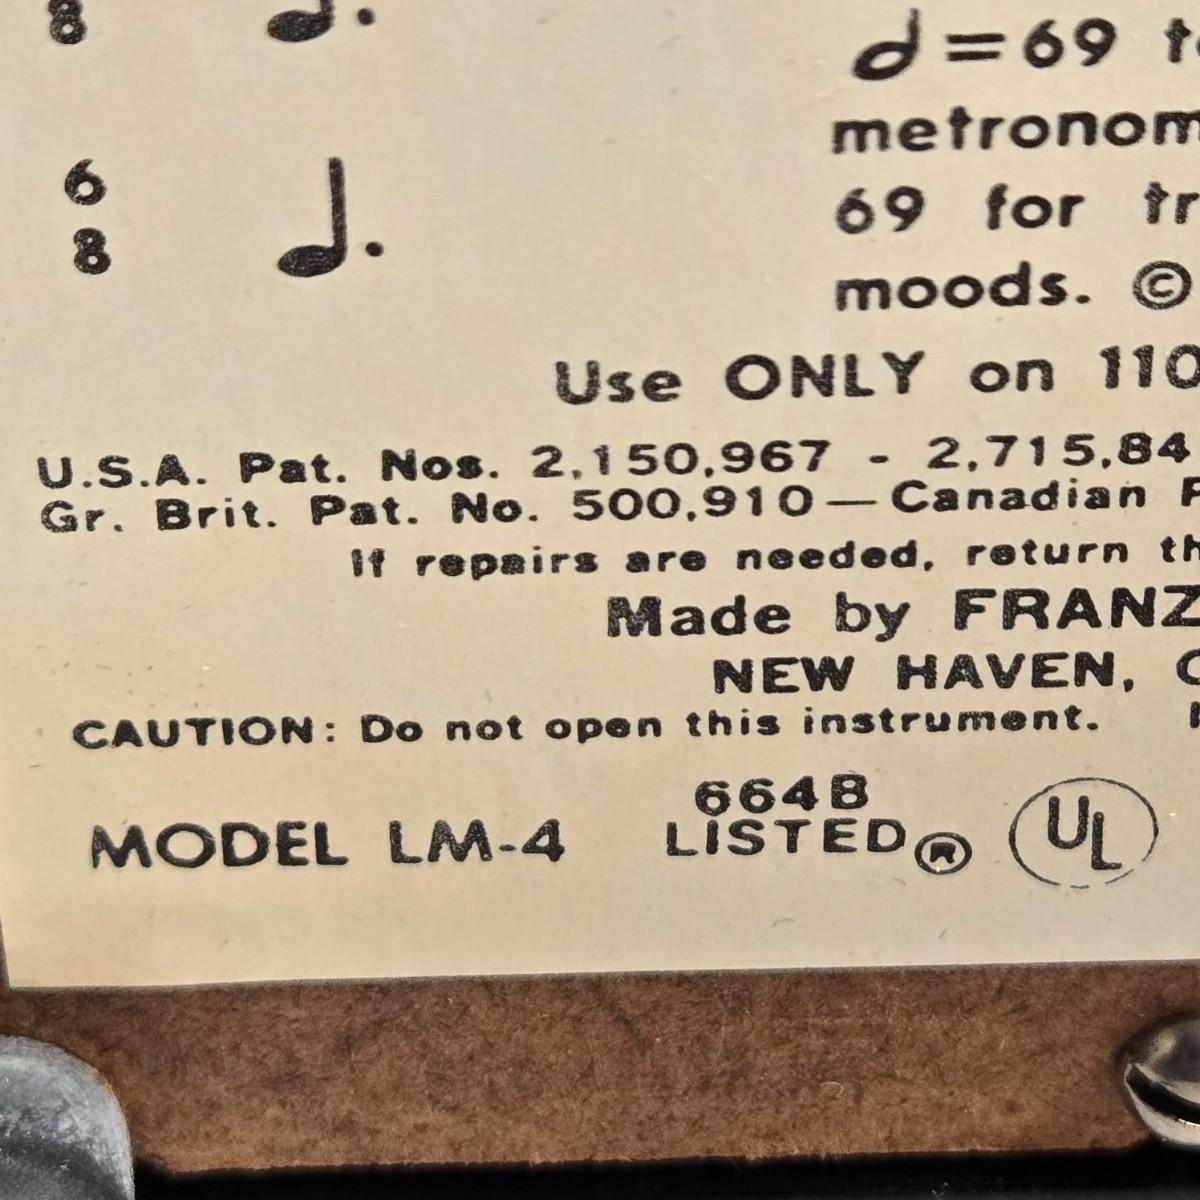 8
= 69
metronom
6
8
69 for tr
moods. ©
Use ONLY on 110
U.S.A. Pat. Nos. 2,150,967 - 2,715,84
Gr. Brit. Pat. No. 500,910 — Canadian
If repairs are needed, return th
Made by FRANZ
NEW HAVEN,
CAUTION: Do not open this instrument.
664B
MODEL LM-4 LISTED ® UL